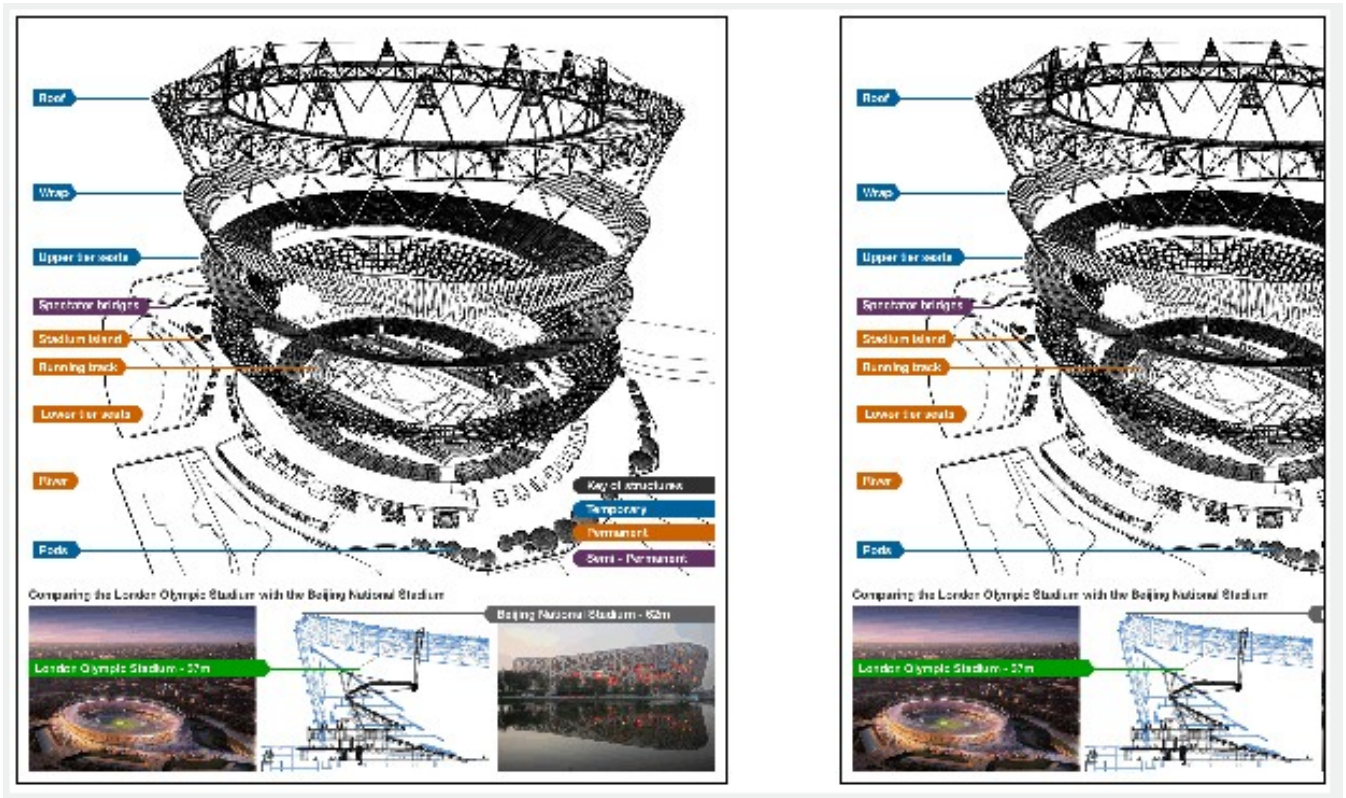 Roof
Wrap
Upper tier seats
Spectator bridges
Stadium island
Running track
Lower tier seats
River
Pods
Key of structures
Temporary
Permanent
Semi - Permanent
Comparing the London Olympic Stadium with the Beijing National Stadium
Beijing National Stadium - 62m
London Olympic Stadium - 37m
Roof
Wrap
Upper tier seats
Spectator bridges
Stadium island
Running track
Lower tier seats
River
Pods
Comparing the London Olympic Stadium with the Beijing National Stadium
London Olympic Stadium - 37m